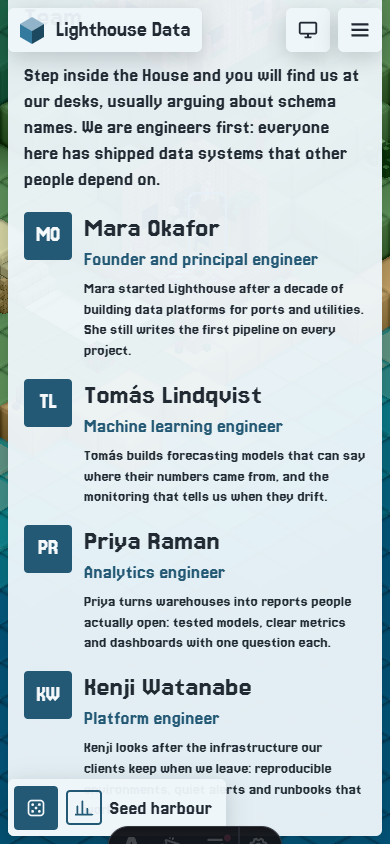 Team
Lighthouse Data
Step inside the House and you will find us at
our desks, usually arguing about schema
names. We are engineers first: everyone
here has shipped data systems that other
people depend on.
MO
Mara Okafor
Founder and principal engineer
Mara started Lighthouse after a decade of
building data platforms for ports and utilities.
She still writes the first pipeline on every
project.
TL
Tomás Lindqvist
Machine learning engineer
Tomás builds forecasting models that can say
where their numbers came from, and the
monitoring that tells us when they drift.
PR
Priya Raman
Analytics engineer
Priya turns warehouses into reports people
actually open: tested models, clear metrics
and dashboards with one question each.
KW
Kenji Watanabe
Platform engineer
Kenji looks after the infrastructure our
clients keep when we leave: reproducible
environments, quiet alerts and runbooks that
Seed harbour